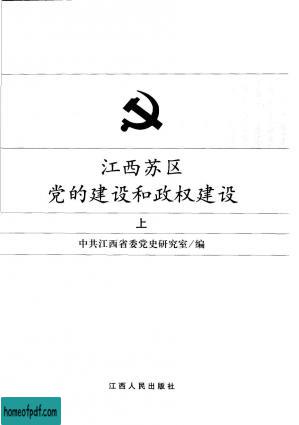 江西苏区
党的建设和政权建设
上
中共江西省委党史研究室/编
江西人民出版社
homeofpdf.com